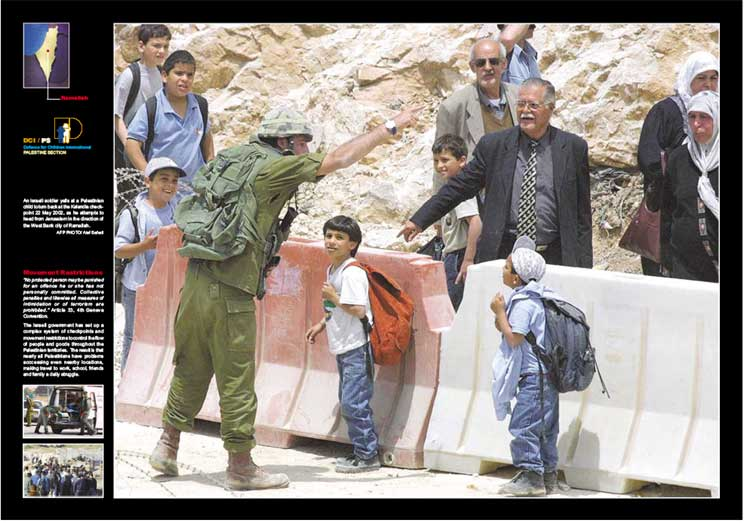 Ramallah
DCI / PS
Defence for Children International
PALESTINE SECTION
An Israeli soldier yells at a Palestinian
child to turn back at the Kalandia check-
point 22 May 2002, as he attempts to
head from Jerusalem in the direction of
the West Bank city of Ramallah.
AFP PHOTO/
Movement Restrictions
"No protected person may be punished
for an offence he or she has not
personally committed. Collective
penalties and likewise all measures of
intimidation or of terrorism are
prohibited." Article 33, 4th Geneva
Convention.
The Israeli government has set up a
complex system of checkpoints and
movement restrictions to control the flow
of people and goods throughout the
Palestinian territories. The result is that
nearly all Palestinians have problems
accessing even nearby locations,
making travel to work, school, friends
and family a daily struggle.